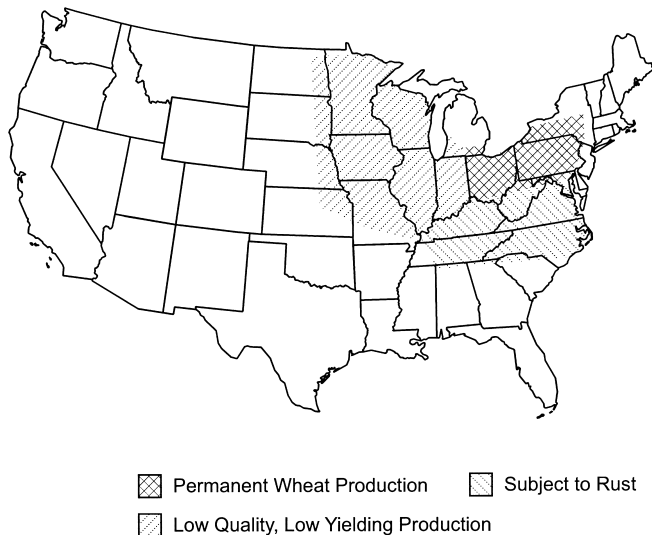 Permanent Wheat Production
Subject to Rust
Low Quality, Low Yielding Production